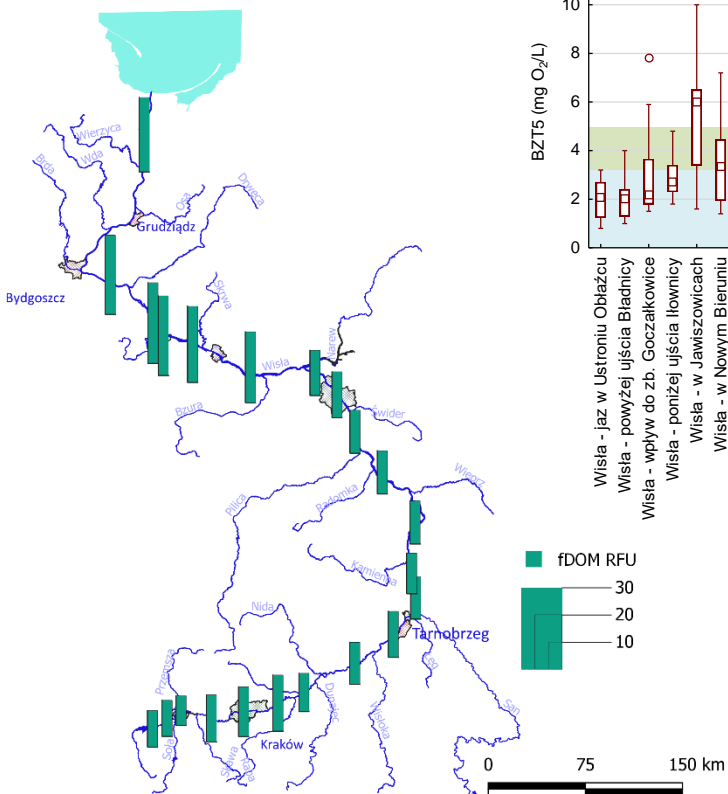 Wierzyca
Wda
Brda
Osa
Dowęca
Grudziądz
Bydgoszcz
Skrwa
Narew
Wisła
Bzura
Świder
Wieprz
Pilica
Radomka
Kamienna
Nida
Tarnobrzeg
Łęg
San
Przemsza
Dunajec
Wisłoka
Soła
Skawa
Raba
Kraków
BZT5 (mg O₂/L)
10
8
6
4
2
0
Wisła - jaz w Ustroniu Obłaźcu
Wisła - powyżej ujścia Bładnicy
Wisła - wpływ do zb. Goczałkowice
Wisła - poniżej ujścia Iłownicy
Wisła - w Jawiszowicach
Wisła - w Nowym Bieruniu
fDOM RFU
30
20
10
0 75 150 km